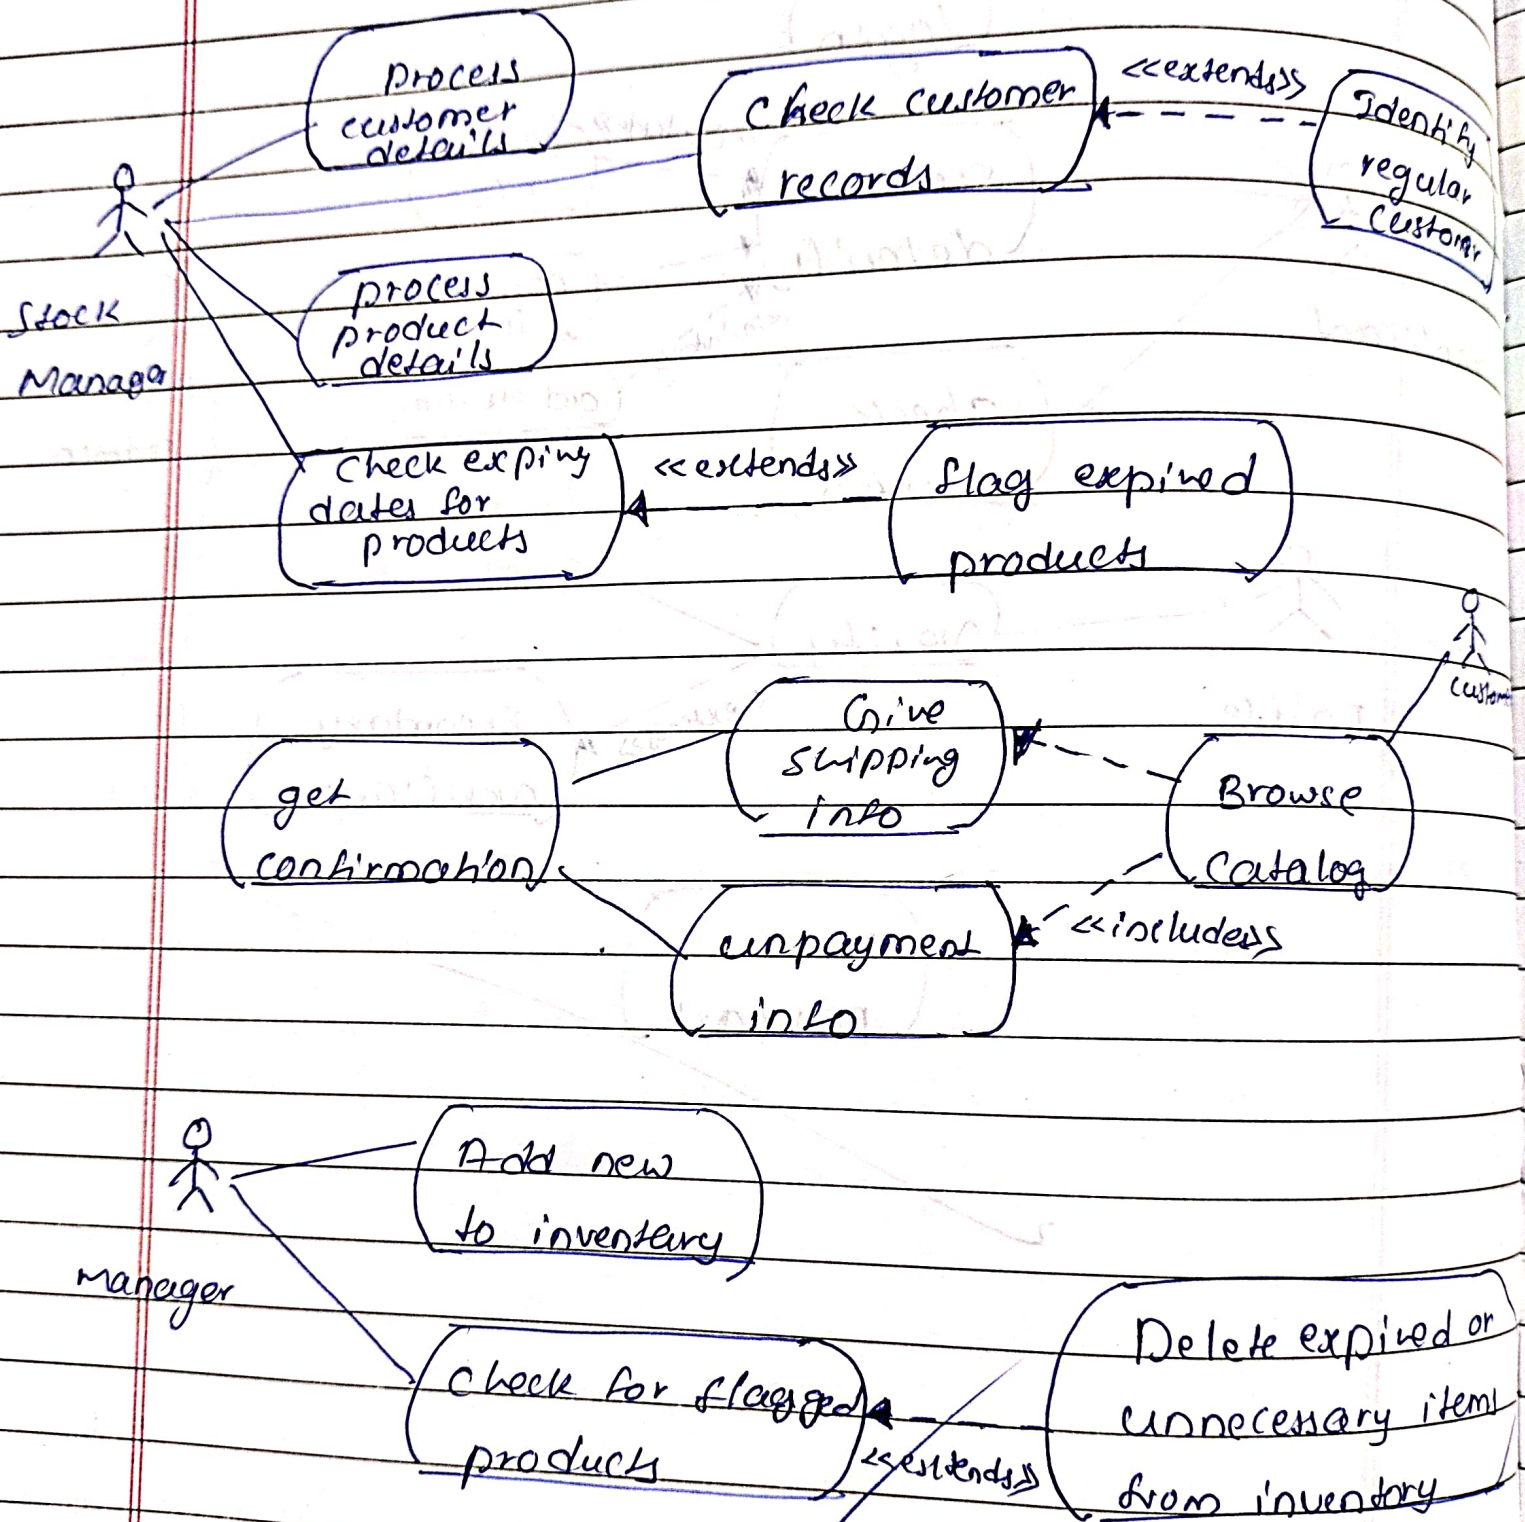 Process
customer
details
Check customer
records
<<extends>>
Identify
regular
customer
Stock
Manager
process
product
details
Check expiny
dates for
products
<<extends>>
flag expired
products
Custom
Give
shipping
info
get
confirmation
Browse
Catalog
unpayment
info
<<includes>>
Add new
to inventory
manager
Check for flagged
products
<<extends>>
Delete expired or
unnecessary items
from inventory